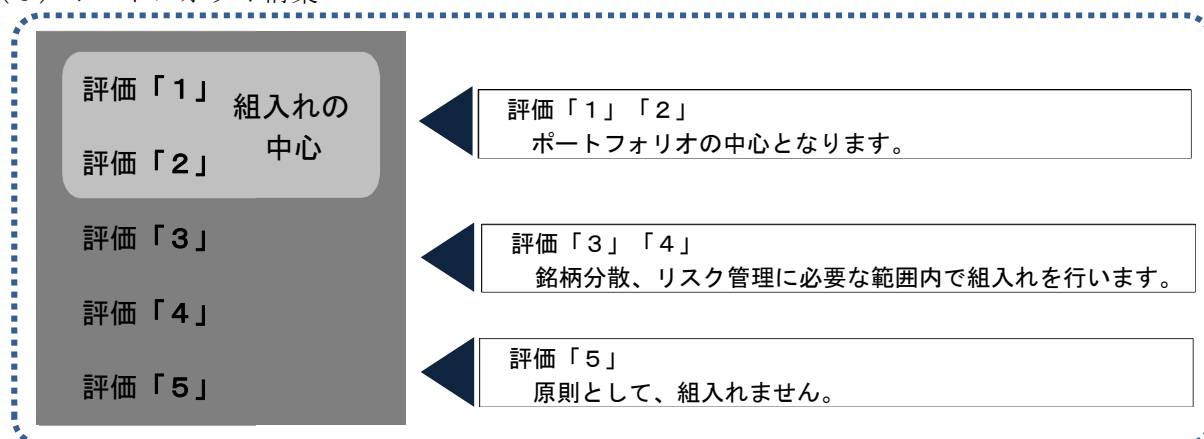 評価「１」
組入れの
中心
評価「２」
評価「３」
評価「４」
評価「５」
評価「１」「２」
ポートフォリオの中心となります。
評価「３」「４」
銘柄分散、リスク管理に必要な範囲内で組入れを行います。
評価「５」
原則として、組入れません。